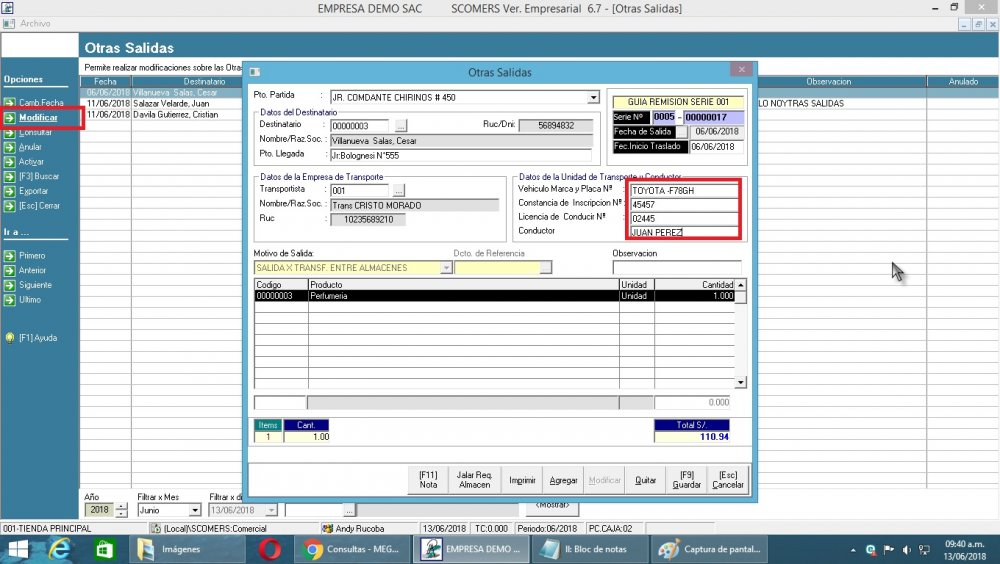 EMPRESA DEMO SAC SCOMERS Ver. Empresarial 6.7 - [Otras Salidas]
Archivo
Otras Salidas
Permite realizar modificaciones sobre las Otras
Opciones
Camb.Fecha
Modificar
Consultar
Anular
Activar
[F3] Buscar
Exportar
[Esc] Cerrar
Ir a ...
Primero
Anterior
Siguiente
Ultimo
[F1] Ayuda
Fecha Destinatario Observacion Anulado
06/06/2018 Villanueva Salas, Cesar
11/06/2018 Salazar Velarde, Juan LO NOYTRAS SALIDAS
11/06/2018 Davila Gutierrez, Cristian
Otras Salidas
Pto. Partida : JR. COMDANTE CHIRINOS # 450
Datos del Destinatario
Destinatario : 00000003 ... Ruc/Dni: 56894832
Nombre/Raz.Soc. : Villanueva Salas, Cesar
Pto. Llegada : Jr:Bolognesi N°555
GUIA REMISION SERIE 001
Serie Nº 0005 - 00000017
Fecha de Salida 06/06/2018
Fec.Inicio Traslado 06/06/2018
Datos de la Empresa de Transporte
Transportista : 001 ...
Nombre/Raz.Soc. : Trans CRISTO MORADO
Ruc : 10235689210
Datos de la Unidad de Transporte y Conductor
Vehiculo Marca y Placa Nº : TOYOTA -F78GH
Constancia de Inscripcion Nº : 45457
Licencia de Conducir Nº : 02445
Conductor JUAN PEREZ
Motivo de Salida: Dcto. de Referencia Observacion
SALIDA X TRANSF. ENTRE ALMACENES ...
Codigo Producto Unidad Cantidad
00000003 Perfumeria Unidad 1.000
0.000
Items Cant. Total S/.
1 1.00 110.94
[F11] Nota
Jalar Req. Almacen
Imprimir
Agregar
Modificar
Quitar
[F9] Guardar
[Esc] Cancelar
Año Filtrar x Mes Filtrar x d
2018 Junio 13/06/2018 ... <Mostrar>
001-TIENDA PRINCIPAL (Local)\SCOMERS:Comercial Andy Rucoba 13/06/2018 TC:0.000 Periodo:06/2018 PC.CAJA:02
Imágenes
Consultas - MEG...
EMPRESA DEMO ...
II: Bloc de notas
Captura de pantal...
09:40 a.m.
13/06/2018